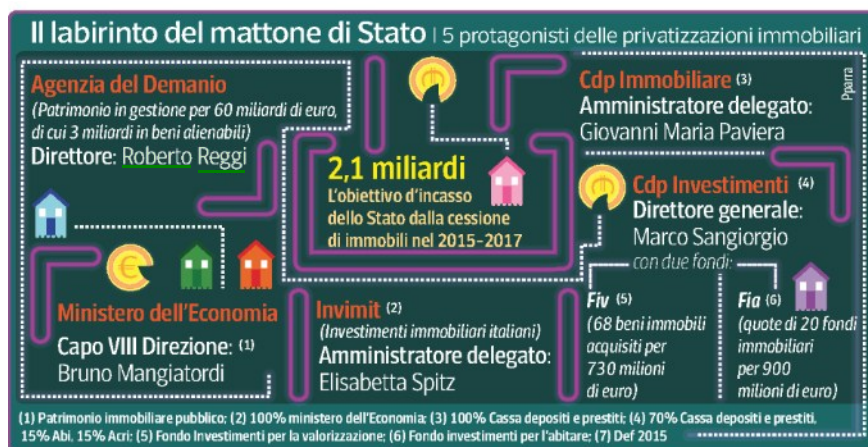 Il labirinto del mattone di Stato | 5 protagonisti delle privatizzazioni immobiliari
Agenzia del Demanio
(Patrimonio in gestione per 60 miliardi di euro,
di cui 3 miliardi in beni alienabili)
Direttore: Roberto Reggi
2,1 miliardi
L'obiettivo d'incasso
dello Stato dalla cessione
di immobili nel 2015-2017
Cdp Immobiliare (3)
Amministratore delegato:
Giovanni Maria Paviera
Pparra
Cdp Investimenti (4)
Direttore generale:
Marco Sangiorgio
con due fondi:
Fiv (5)
(68 beni immobili
acquisiti per
730 milioni
di euro)
Fia (6)
(quote di 20 fondi
immobiliari
per 900
milioni di euro)
Ministero dell'Economia
Capo VIII Direzione: (1)
Bruno Mangiatordi
Invimit (2)
(Investimenti immobiliari italiani)
Amministratore delegato:
Elisabetta Spitz
(1) Patrimonio immobiliare pubblico; (2) 100% ministero dell'Economia; (3) 100% Cassa depositi e prestiti; (4) 70% Cassa depositi e prestiti,
15% Abi, 15% Acri; (5) Fondo Investimenti per la valorizzazione; (6) Fondo investimenti per l'abitare; (7) Def 2015